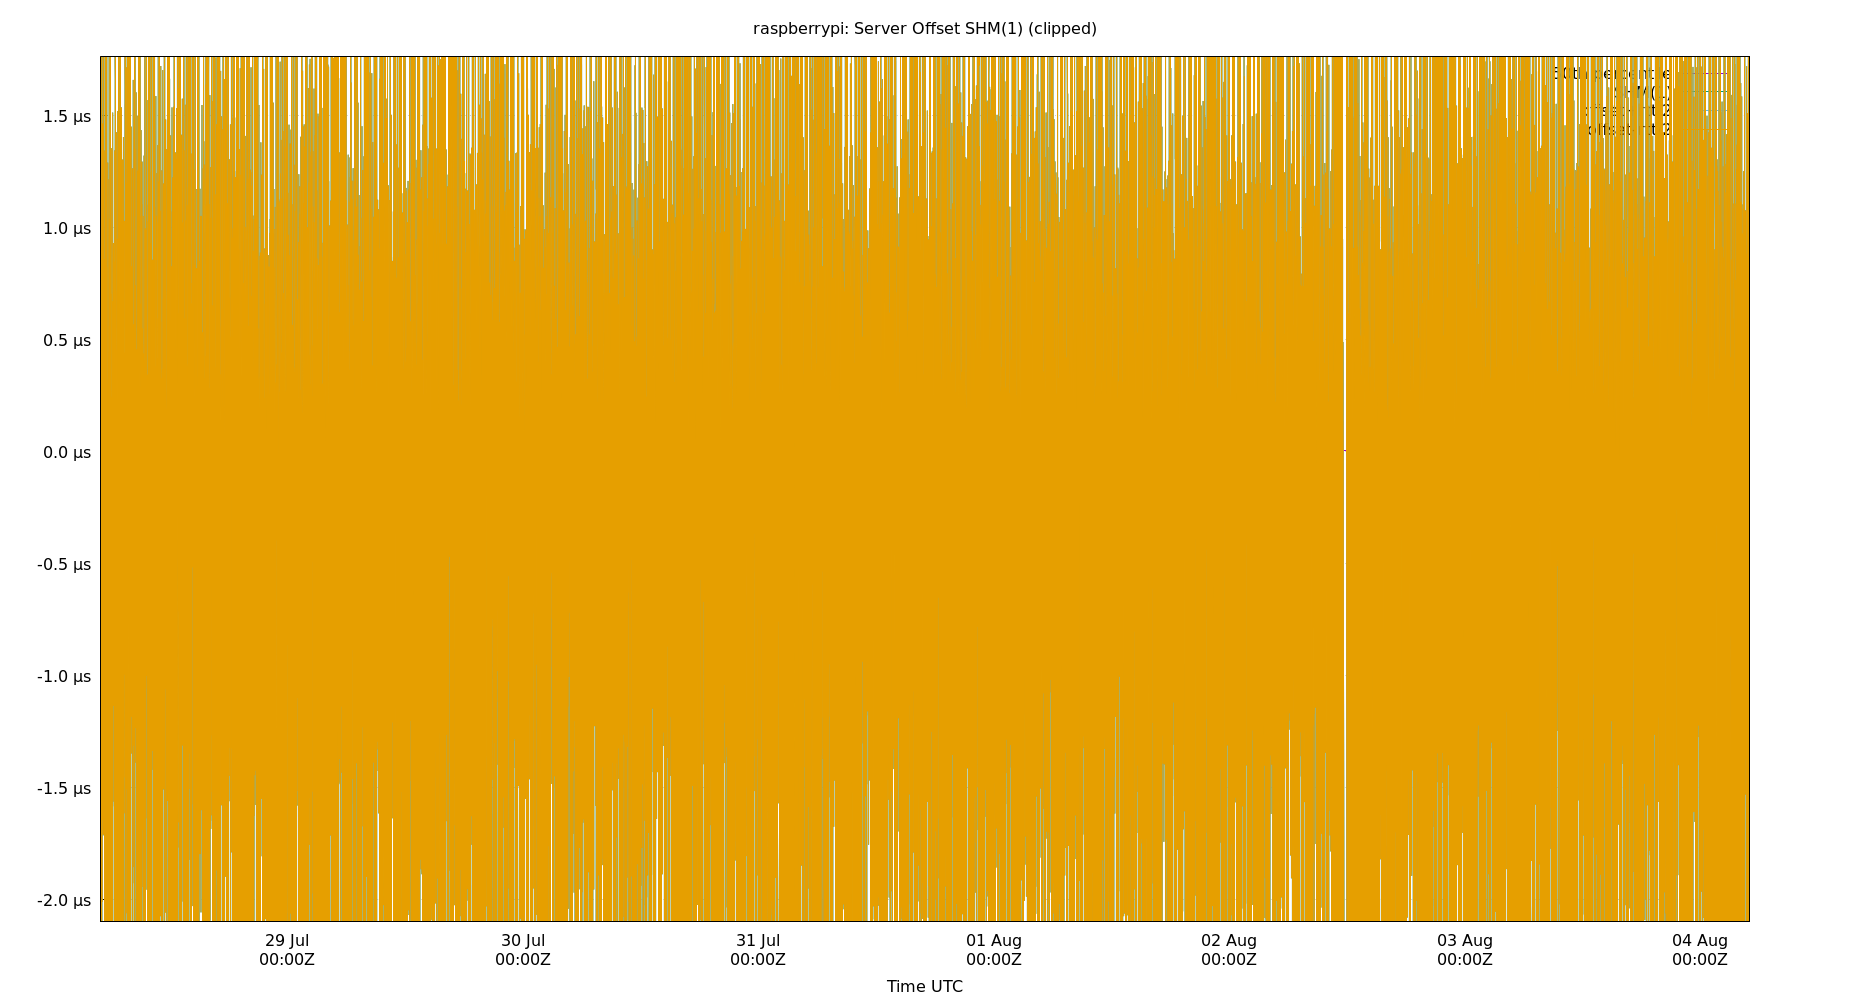 raspberrypi: Server Offset SHM(1) (clipped)
1.5 µs
1.0 µs
0.5 µs
0.0 µs
-0.5 µs
-1.0 µs
-1.5 µs
-2.0 µs
29 Jul 30 Jul 31 Jul 01 Aug 02 Aug 03 Aug 04 Aug
00:00Z 00:00Z 00:00Z 00:00Z 00:00Z 00:00Z 00:00Z
Time UTC